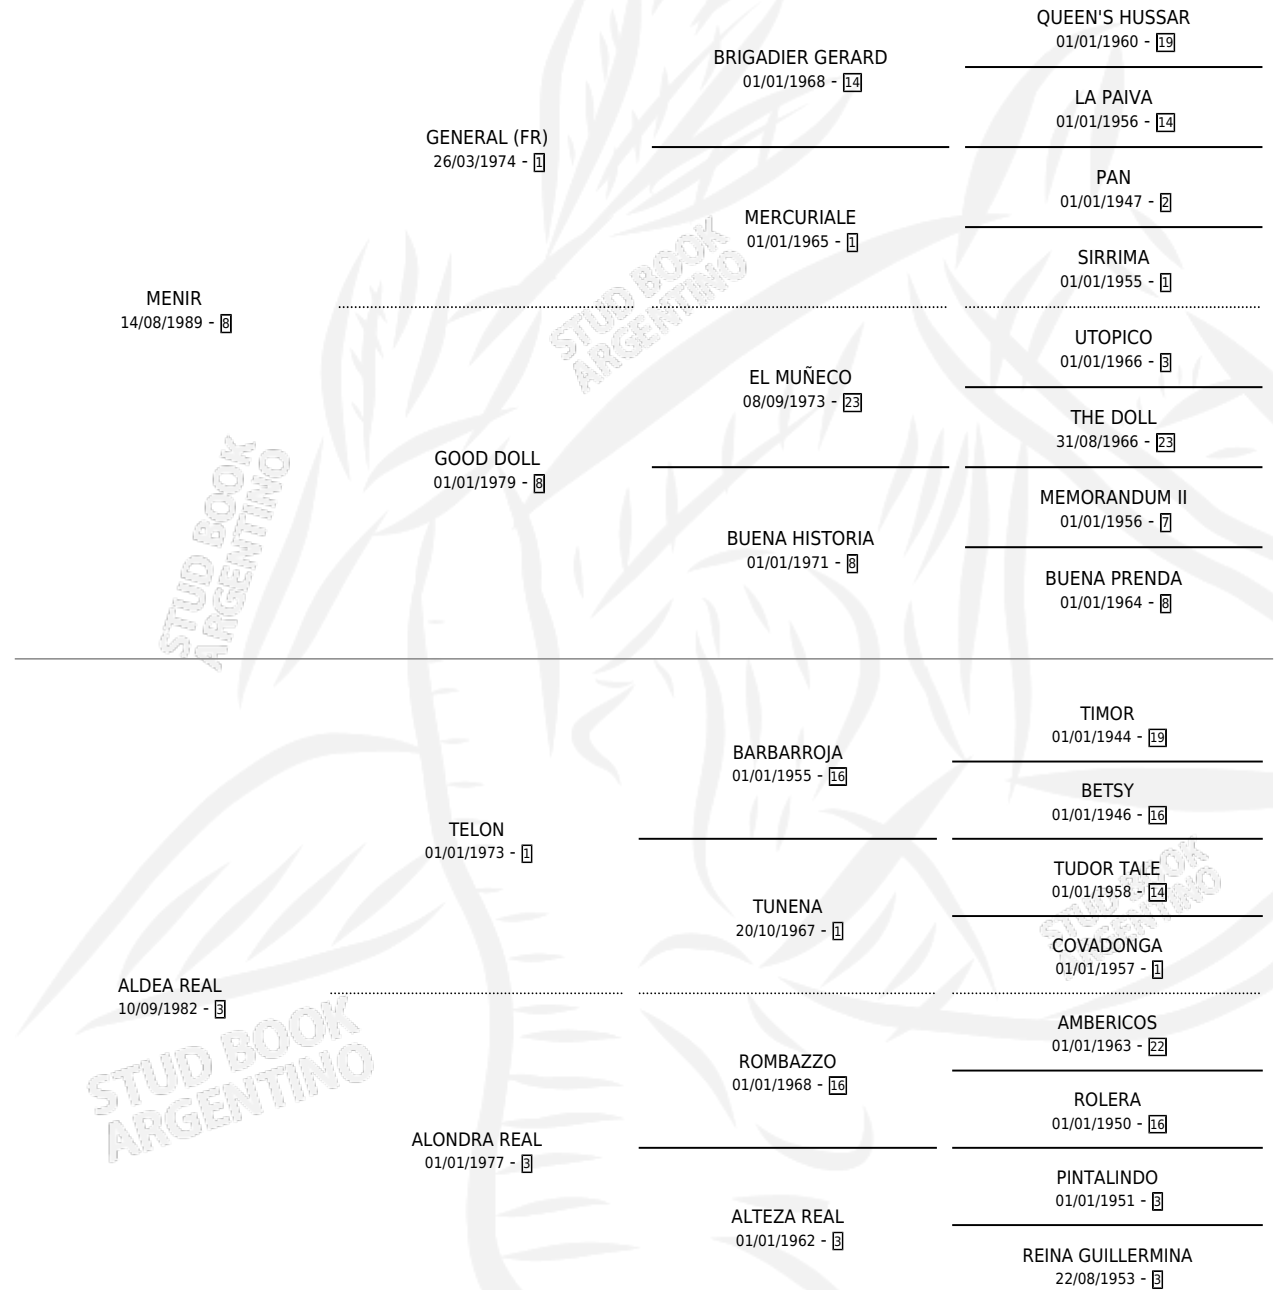 QUEEN'S HUSSAR
01/01/1960 - 19
BRIGADIER GERARD
01/01/1968 - 14
LA PAIVA
01/01/1956 - 14
GENERAL (FR)
26/03/1974 - 1
PAN
01/01/1947 - 2
MERCURIALE
01/01/1965 - 1
SIRRIMA
01/01/1955 - 1
MENIR
14/08/1989 - 8
UTOPICO
01/01/1966 - 3
EL MUÑECO
08/09/1973 - 23
THE DOLL
31/08/1966 - 23
GOOD DOLL
01/01/1979 - 8
MEMORANDUM II
01/01/1956 - 7
BUENA HISTORIA
01/01/1971 - 8
BUENA PRENDA
01/01/1964 - 8
TIMOR
01/01/1944 - 19
BARBARROJA
01/01/1955 - 16
BETSY
01/01/1946 - 16
TELON
01/01/1973 - 1
TUDOR TALE
01/01/1958 - 14
TUNENA
20/10/1967 - 1
COVADONGA
01/01/1957 - 1
ALDEA REAL
10/09/1982 - 3
AMBERICOS
01/01/1963 - 22
ROMBAZZO
01/01/1968 - 16
ROLERA
01/01/1950 - 16
ALONDRA REAL
01/01/1977 - 3
PINTALINDO
01/01/1951 - 3
ALTEZA REAL
01/01/1962 - 3
REINA GUILLERMINA
22/08/1953 - 3
STUD BOOK
ARGENTINO
STUD BOOK
ARGENTINO
STUD BOOK
ARGENTINO
STUD BOOK
ARGENTINO